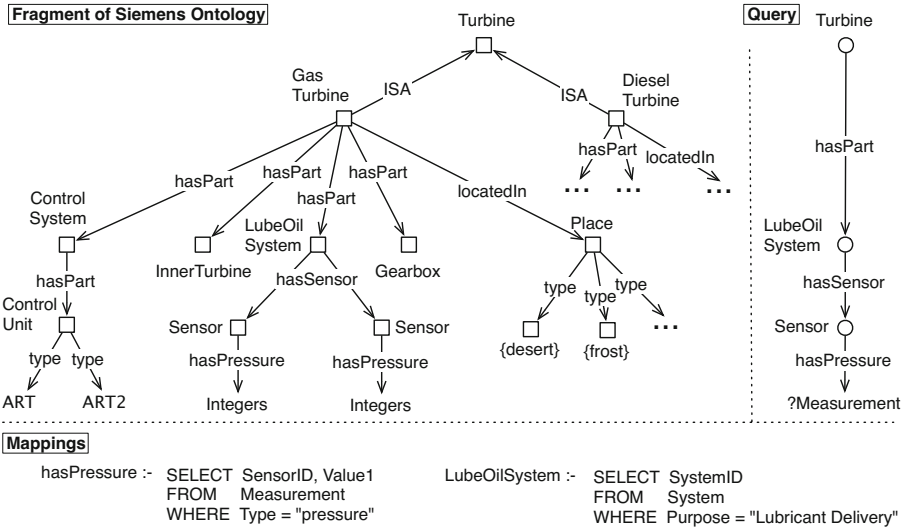 Fragment of Siemens Ontology
Query
Turbine
Turbine
Gas
Turbine
ISA
ISA
Diesel
Turbine
hasPart
hasPart
hasPart
hasPart
locatedIn
hasPart
locatedIn
... ... ...
hasPart
Control
System
LubeOil
System
Place
LubeOil
System
InnerTurbine
Gearbox
hasPart
hasSensor
type
type
type
hasSensor
Control
Unit
Sensor
Sensor
{desert}
{frost}
...
Sensor
type
type
hasPressure
hasPressure
hasPressure
ART
ART2
Integers
Integers
?Measurement
Mappings
hasPressure :- SELECT SensorID, Value1
FROM Measurement
WHERE Type = "pressure"
LubeOilSystem :- SELECT SystemID
FROM System
WHERE Purpose = "Lubricant Delivery"